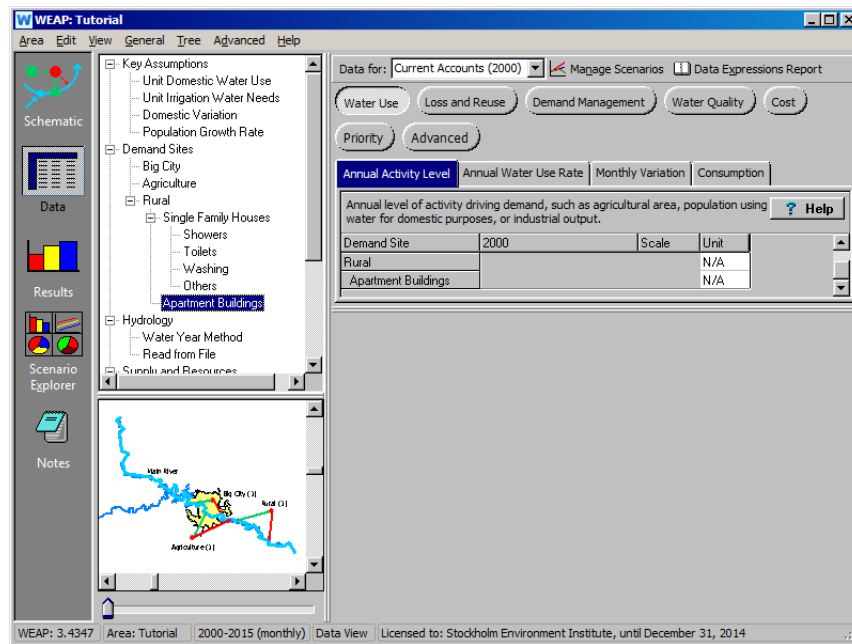 WEAP: Tutorial
Area Edit View General Tree Advanced Help
Schematic
Data
Results
Scenario
Explorer
Notes
Key Assumptions
Unit Domestic Water Use
Unit Irrigation Water Needs
Domestic Variation
Population Growth Rate
Demand Sites
Big City
Agriculture
Rural
Single Family Houses
Showers
Toilets
Washing
Others
Apartment Buildings
Hydrology
Water Year Method
Read from File
Supply and Resources
Main River
Big City (1)
Rural (1)
Agriculture (1)
Data for: Current Accounts (2000) Manage Scenarios Data Expressions Report
Water Use Loss and Reuse Demand Management Water Quality Cost
Priority Advanced
Annual Activity Level Annual Water Use Rate Monthly Variation Consumption
Annual level of activity driving demand, such as agricultural area, population using
water for domestic purposes, or industrial output.
? Help
Demand Site 2000 Scale Unit
Rural N/A
Apartment Buildings N/A
WEAP: 3.4347 Area: Tutorial 2000-2015 (monthly) Data View Licensed to: Stockholm Environment Institute, until December 31, 2014